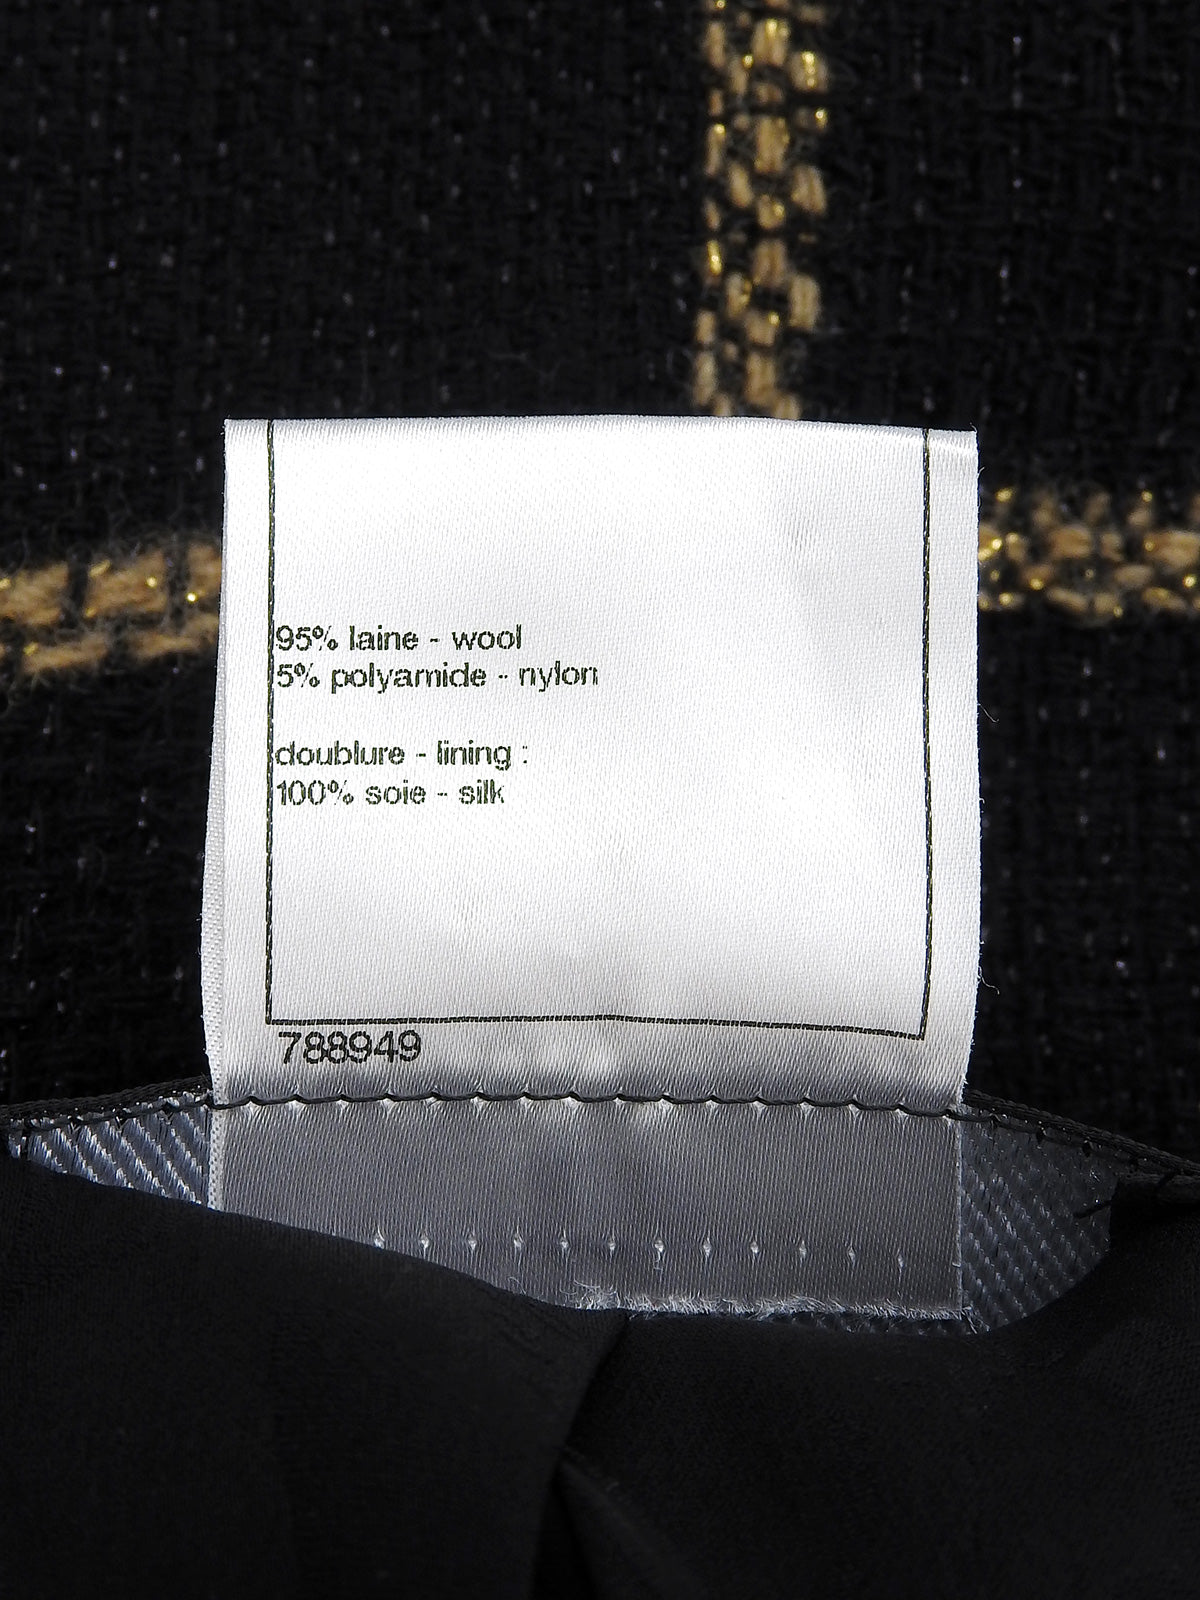 95% laine - wool
5% polyamide - nylon
doublure - lining :
100% soie - silk
788949